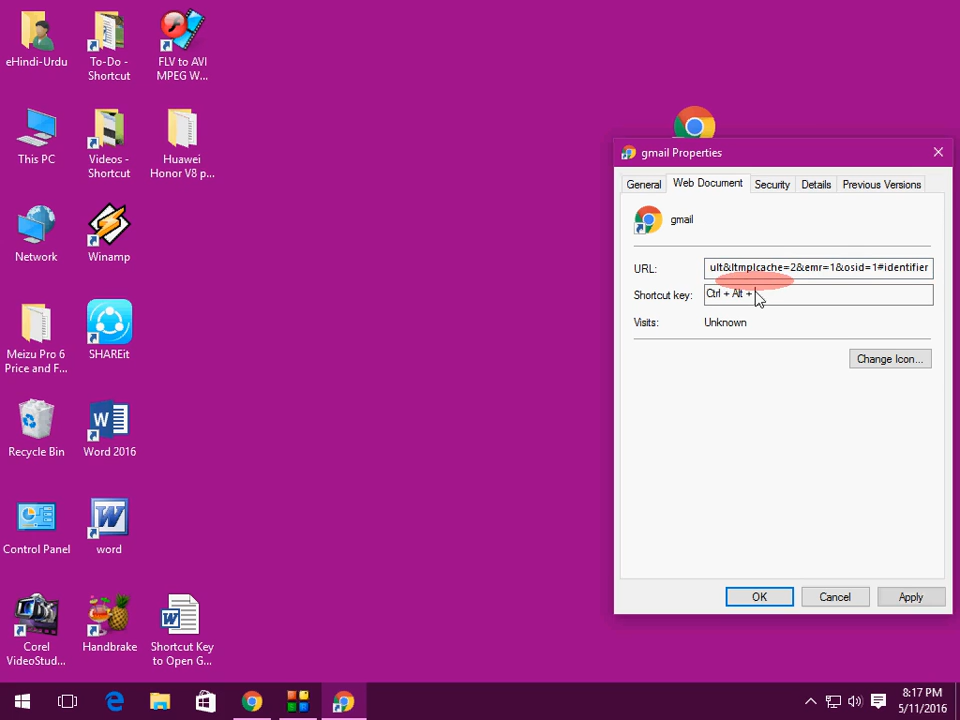 eHindi-Urdu
To-Do -
Shortcut
FLV to AVI
MPEG W...
This PC
Videos -
Shortcut
Huawei
Honor V8 p...
Network
Winamp
Meizu Pro 6
Price and F...
SHAREit
Recycle Bin
Word 2016
Control Panel
word
Corel
VideoStud...
Handbrake
Shortcut Key
to Open G...
gmail Properties
General
Web Document
Security
Details
Previous Versions
gmail
URL:
ult&ltmplcache=2&emr=1&osid=1#identifier
Shortcut key:
Ctrl + Alt +
Visits:
Unknown
Change Icon...
OK
Cancel
Apply
8:17 PM
5/11/2016